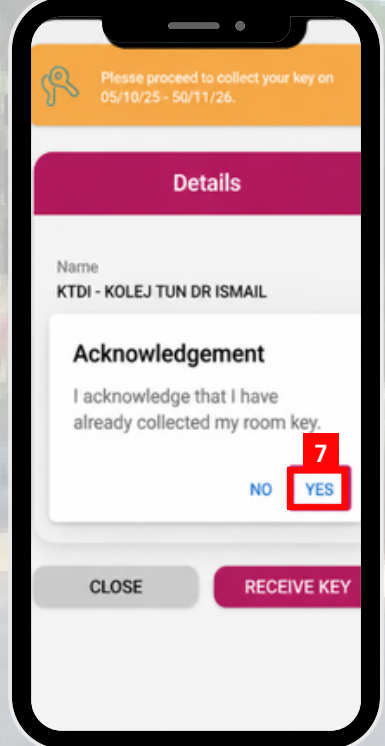 Plesse proceed to collect your key on
05/10/25 - 50/11/26.
Details
Name
KTDI - KOLEJ TUN DR ISMAIL
Acknowledgement
I acknowledge that I have
already collected my room key.
7
NO YES
CLOSE RECEIVE KEY